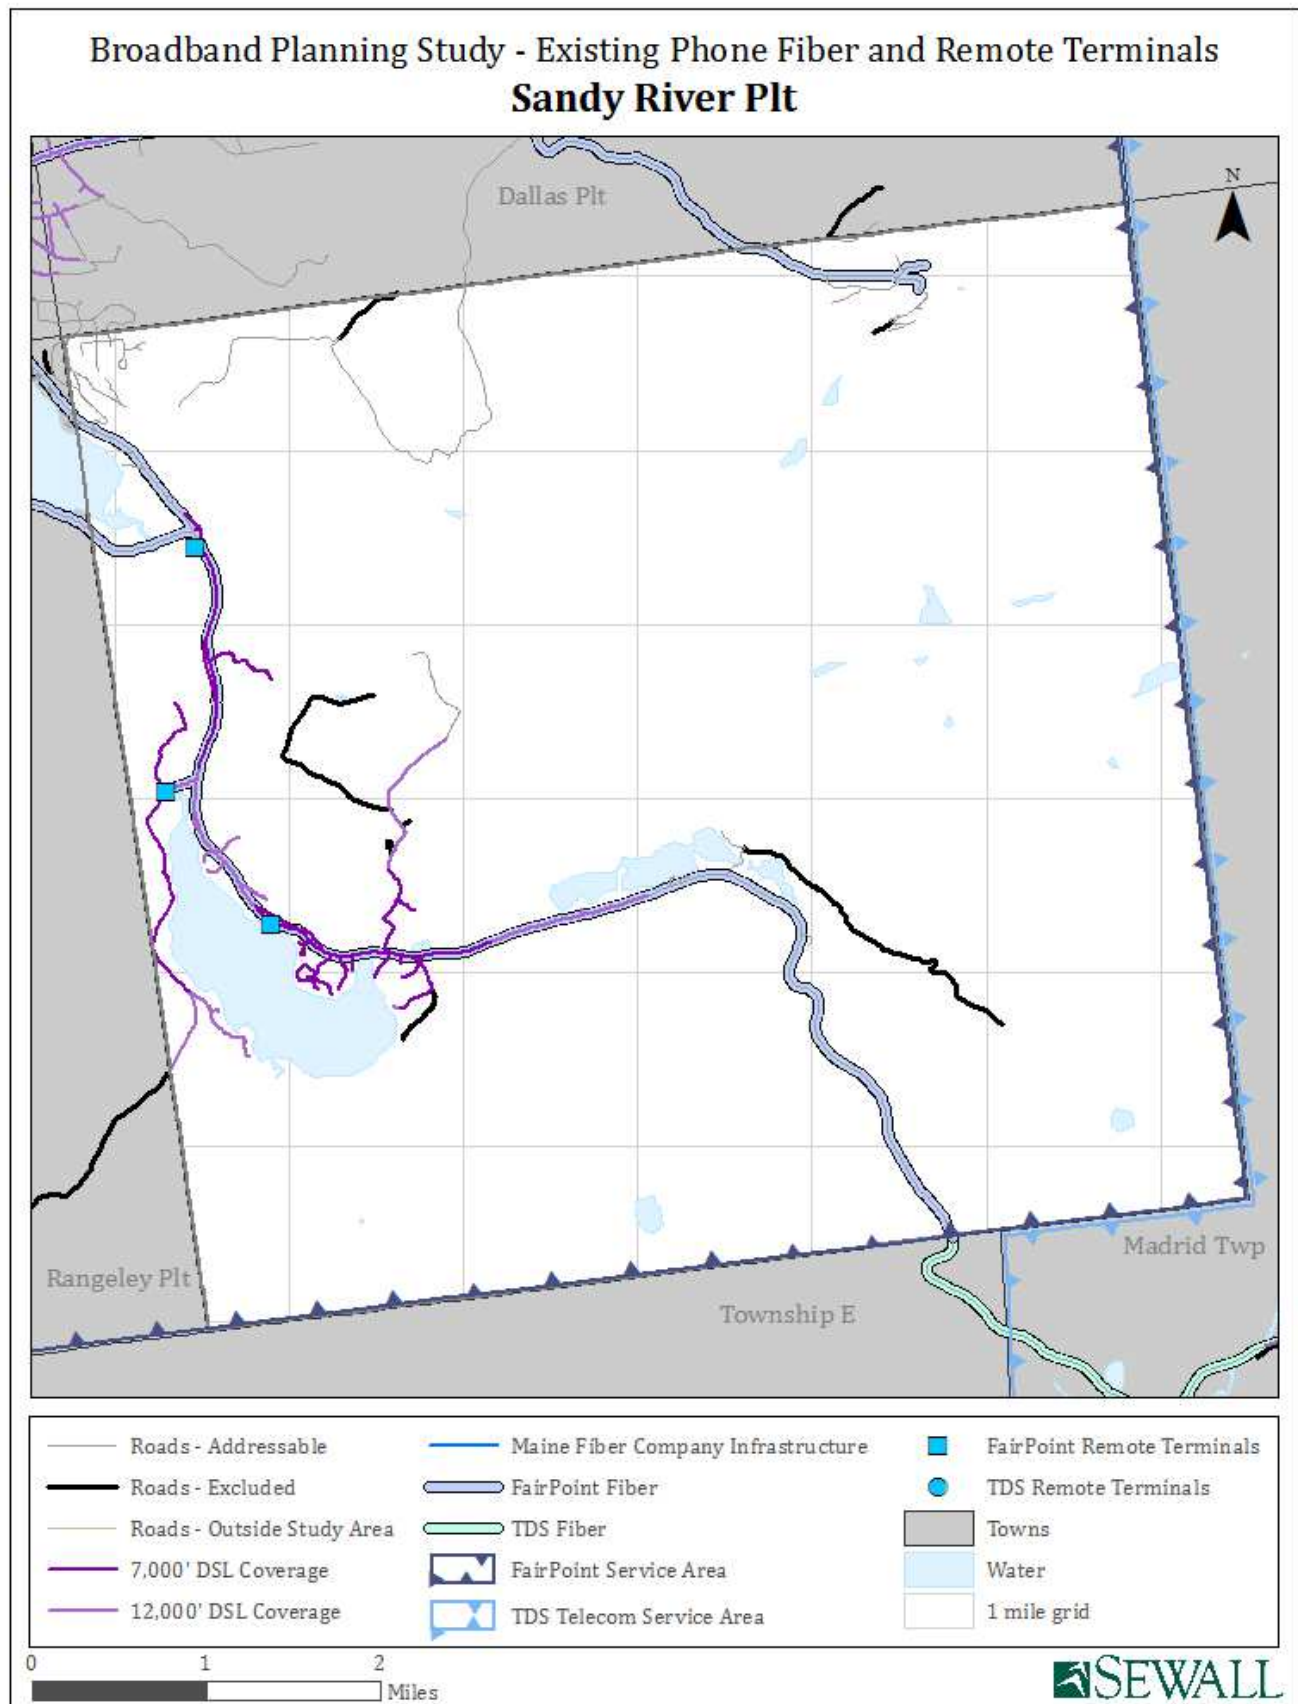 Broadband Planning Study - Existing Phone Fiber and Remote Terminals
Sandy River Plt
Dallas Plt
N
Rangeley Plt
Madrid Twp
Township E
Roads - Addressable
Roads - Excluded
Roads - Outside Study Area
7,000' DSL Coverage
12,000' DSL Coverage
Maine Fiber Company Infrastructure
FairPoint Fiber
TDS Fiber
FairPoint Service Area
TDS Telecom Service Area
FairPoint Remote Terminals
TDS Remote Terminals
Towns
Water
1 mile grid
0 1 2
Miles
SEWALL